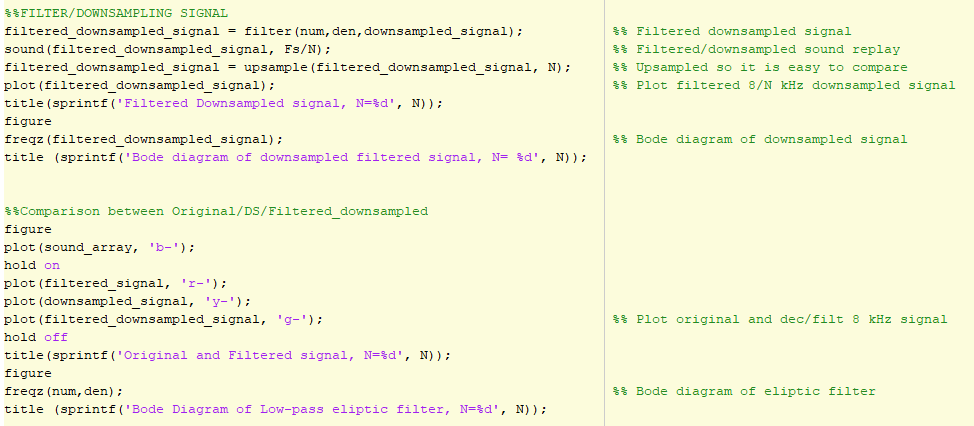 %%FILTER/DOWNSAMPLING SIGNAL
filtered_downsampled_signal = filter(num,den,downsampled_signal); %% Filtered downsampled signal
sound(filtered_downsampled_signal, Fs/N); %% Filtered/downsampled sound replay
filtered_downsampled_signal = upsample(filtered_downsampled_signal, N); %% Upsampled so it is easy to compare
plot(filtered_downsampled_signal); %% Plot filtered 8/N kHz downsampled signal
title(sprintf('Filtered Downsampled signal, N=%d', N));
figure
freqz(filtered_downsampled_signal); %% Bode diagram of downsampled signal
title (sprintf('Bode diagram of downsampled filtered signal, N= %d', N));
%%Comparison between Original/DS/Filtered_downsampled
figure
plot(sound_array, 'b-');
hold on
plot(filtered_signal, 'r-');
plot(downsampled_signal, 'y-');
plot(filtered_downsampled_signal, 'g-'); %% Plot original and dec/filt 8 kHz signal
hold off
title(sprintf('Original and Filtered signal, N=%d', N));
figure
freqz(num,den); %% Bode diagram of eliptic filter
title (sprintf('Bode Diagram of Low-pass eliptic filter, N=%d', N));